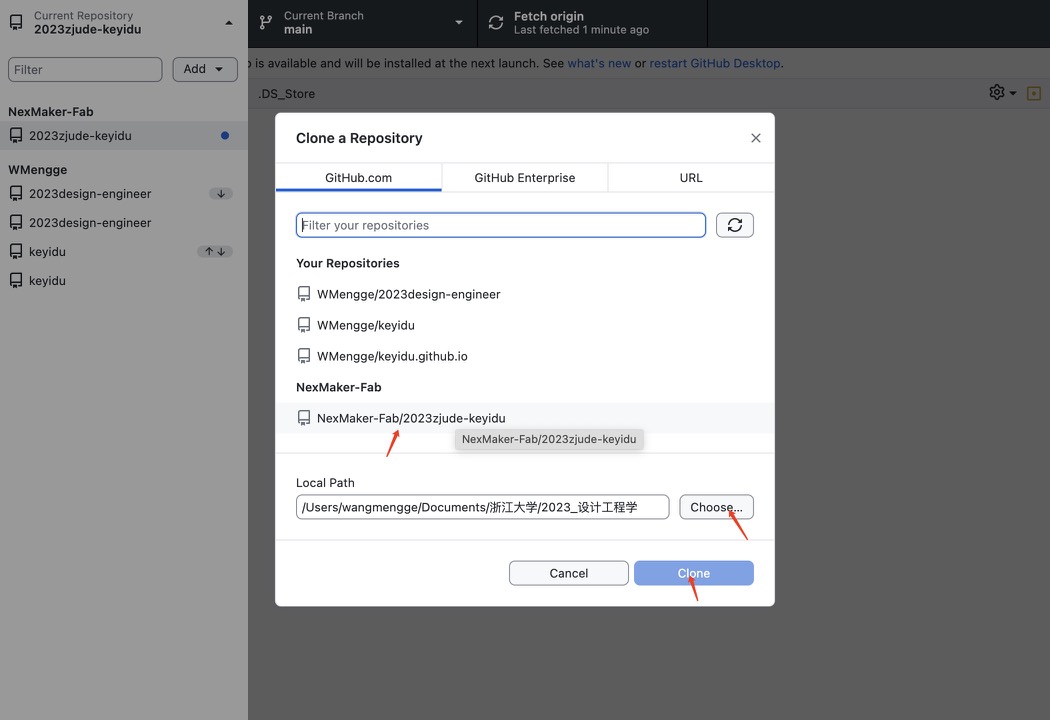 Current Repository
2023zjude-keyidu
Current Branch
main
Fetch origin
Last fetched 1 minute ago
Filter
Add
is available and will be installed at the next launch. See what's new or restart GitHub Desktop.
.DS_Store
NexMaker-Fab
2023zjude-keyidu
WMengge
2023design-engineer
2023design-engineer
keyidu
keyidu
Clone a Repository
GitHub.com
GitHub Enterprise
URL
Filter your repositories
Your Repositories
WMengge/2023design-engineer
WMengge/keyidu
WMengge/keyidu.github.io
NexMaker-Fab
NexMaker-Fab/2023zjude-keyidu
NexMaker-Fab/2023zjude-keyidu
Local Path
/Users/wangmengge/Documents/浙江大学/2023_设计工程学
Choose...
Cancel
Clone